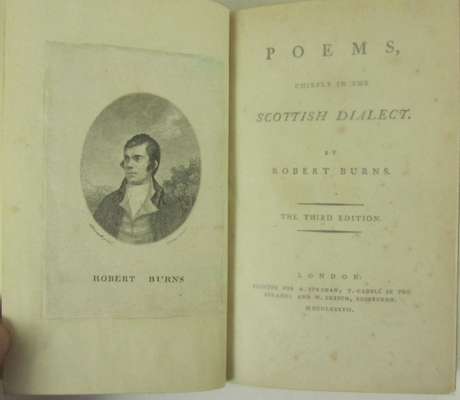 ROBERT BURNS
POEMS,
CHIEFLY IN THE
SCOTTISH DIALECT.
BY
ROBERT BURNS.
THE THIRD EDITION.
LONDON:
PRINTED FOR A. STRAHAN; T. CADELL IN THE
STRAND; AND W. CREECH, EDINBURGH.
MDCCLXXXVII.